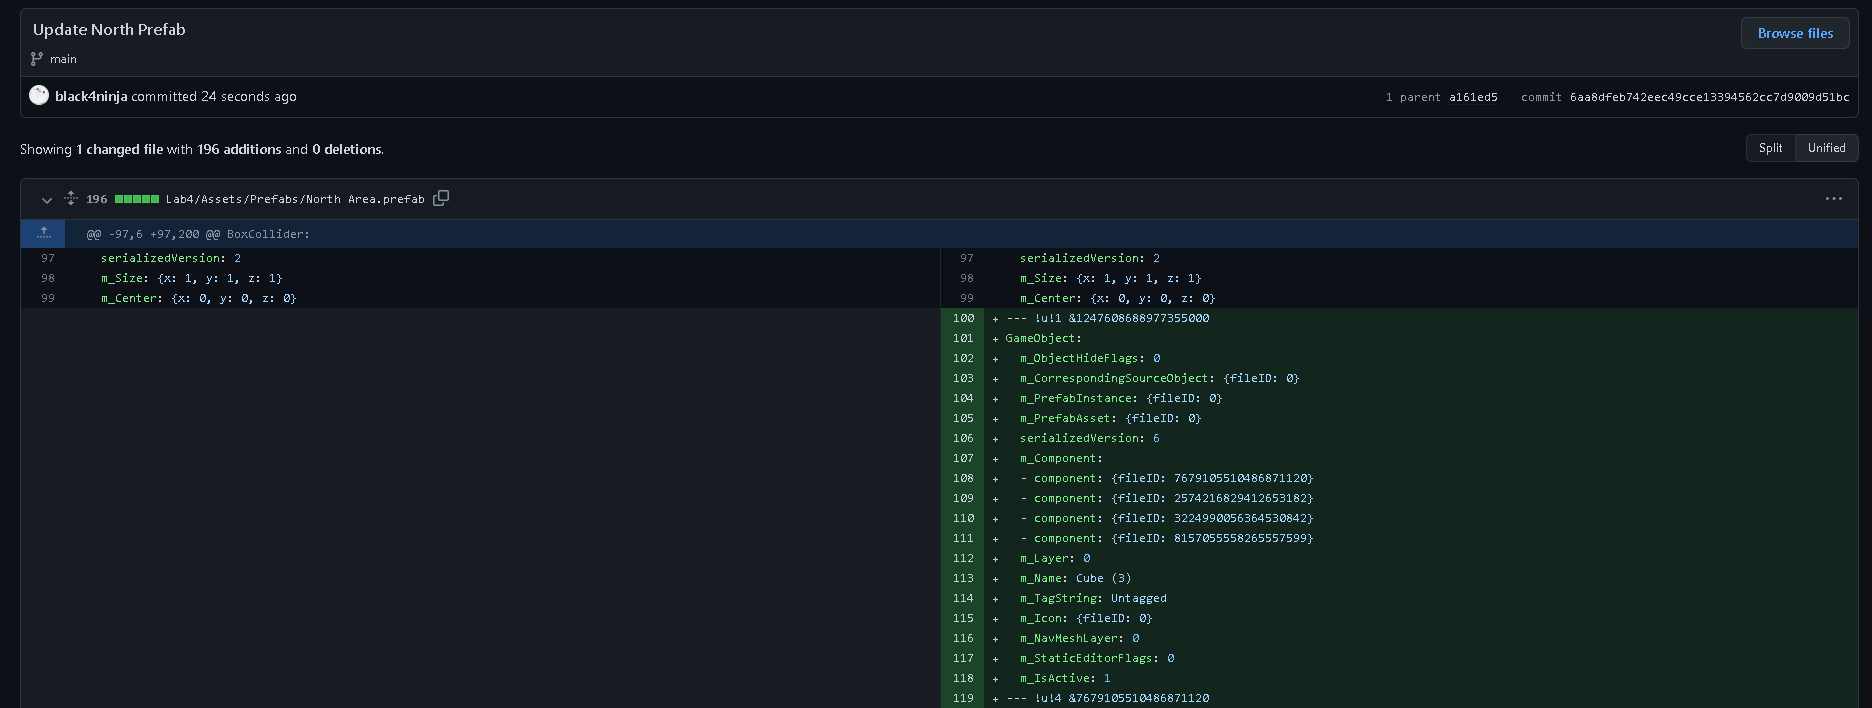 Update North Prefab
Browse files
main
black4ninja committed 24 seconds ago
1 parent a161ed5 commit 6aa8dfeb742eec49cce13394562cc7d9009d51bc
Showing 1 changed file with 196 additions and 0 deletions.
Split Unified
196 Lab4/Assets/Prefabs/North Area.prefab
@@ -97,6 +97,200 @@ BoxCollider:
97 serializedVersion: 2 97 serializedVersion: 2
98 m_Size: {x: 1, y: 1, z: 1} 98 m_Size: {x: 1, y: 1, z: 1}
99 m_Center: {x: 0, y: 0, z: 0} 99 m_Center: {x: 0, y: 0, z: 0}
100 + --- !u!1 &1247608688977355000
101 + GameObject:
102 + m_ObjectHideFlags: 0
103 + m_CorrespondingSourceObject: {fileID: 0}
104 + m_PrefabInstance: {fileID: 0}
105 + m_PrefabAsset: {fileID: 0}
106 + serializedVersion: 6
107 + m_Component:
108 + - component: {fileID: 7679105510486871120}
109 + - component: {fileID: 2574216829412653182}
110 + - component: {fileID: 3224990056364530842}
111 + - component: {fileID: 8157055558265557599}
112 + m_Layer: 0
113 + m_Name: Cube (3)
114 + m_TagString: Untagged
115 + m_Icon: {fileID: 0}
116 + m_NavMeshLayer: 0
117 + m_StaticEditorFlags: 0
118 + m_IsActive: 1
119 + --- !u!4 &7679105510486871120